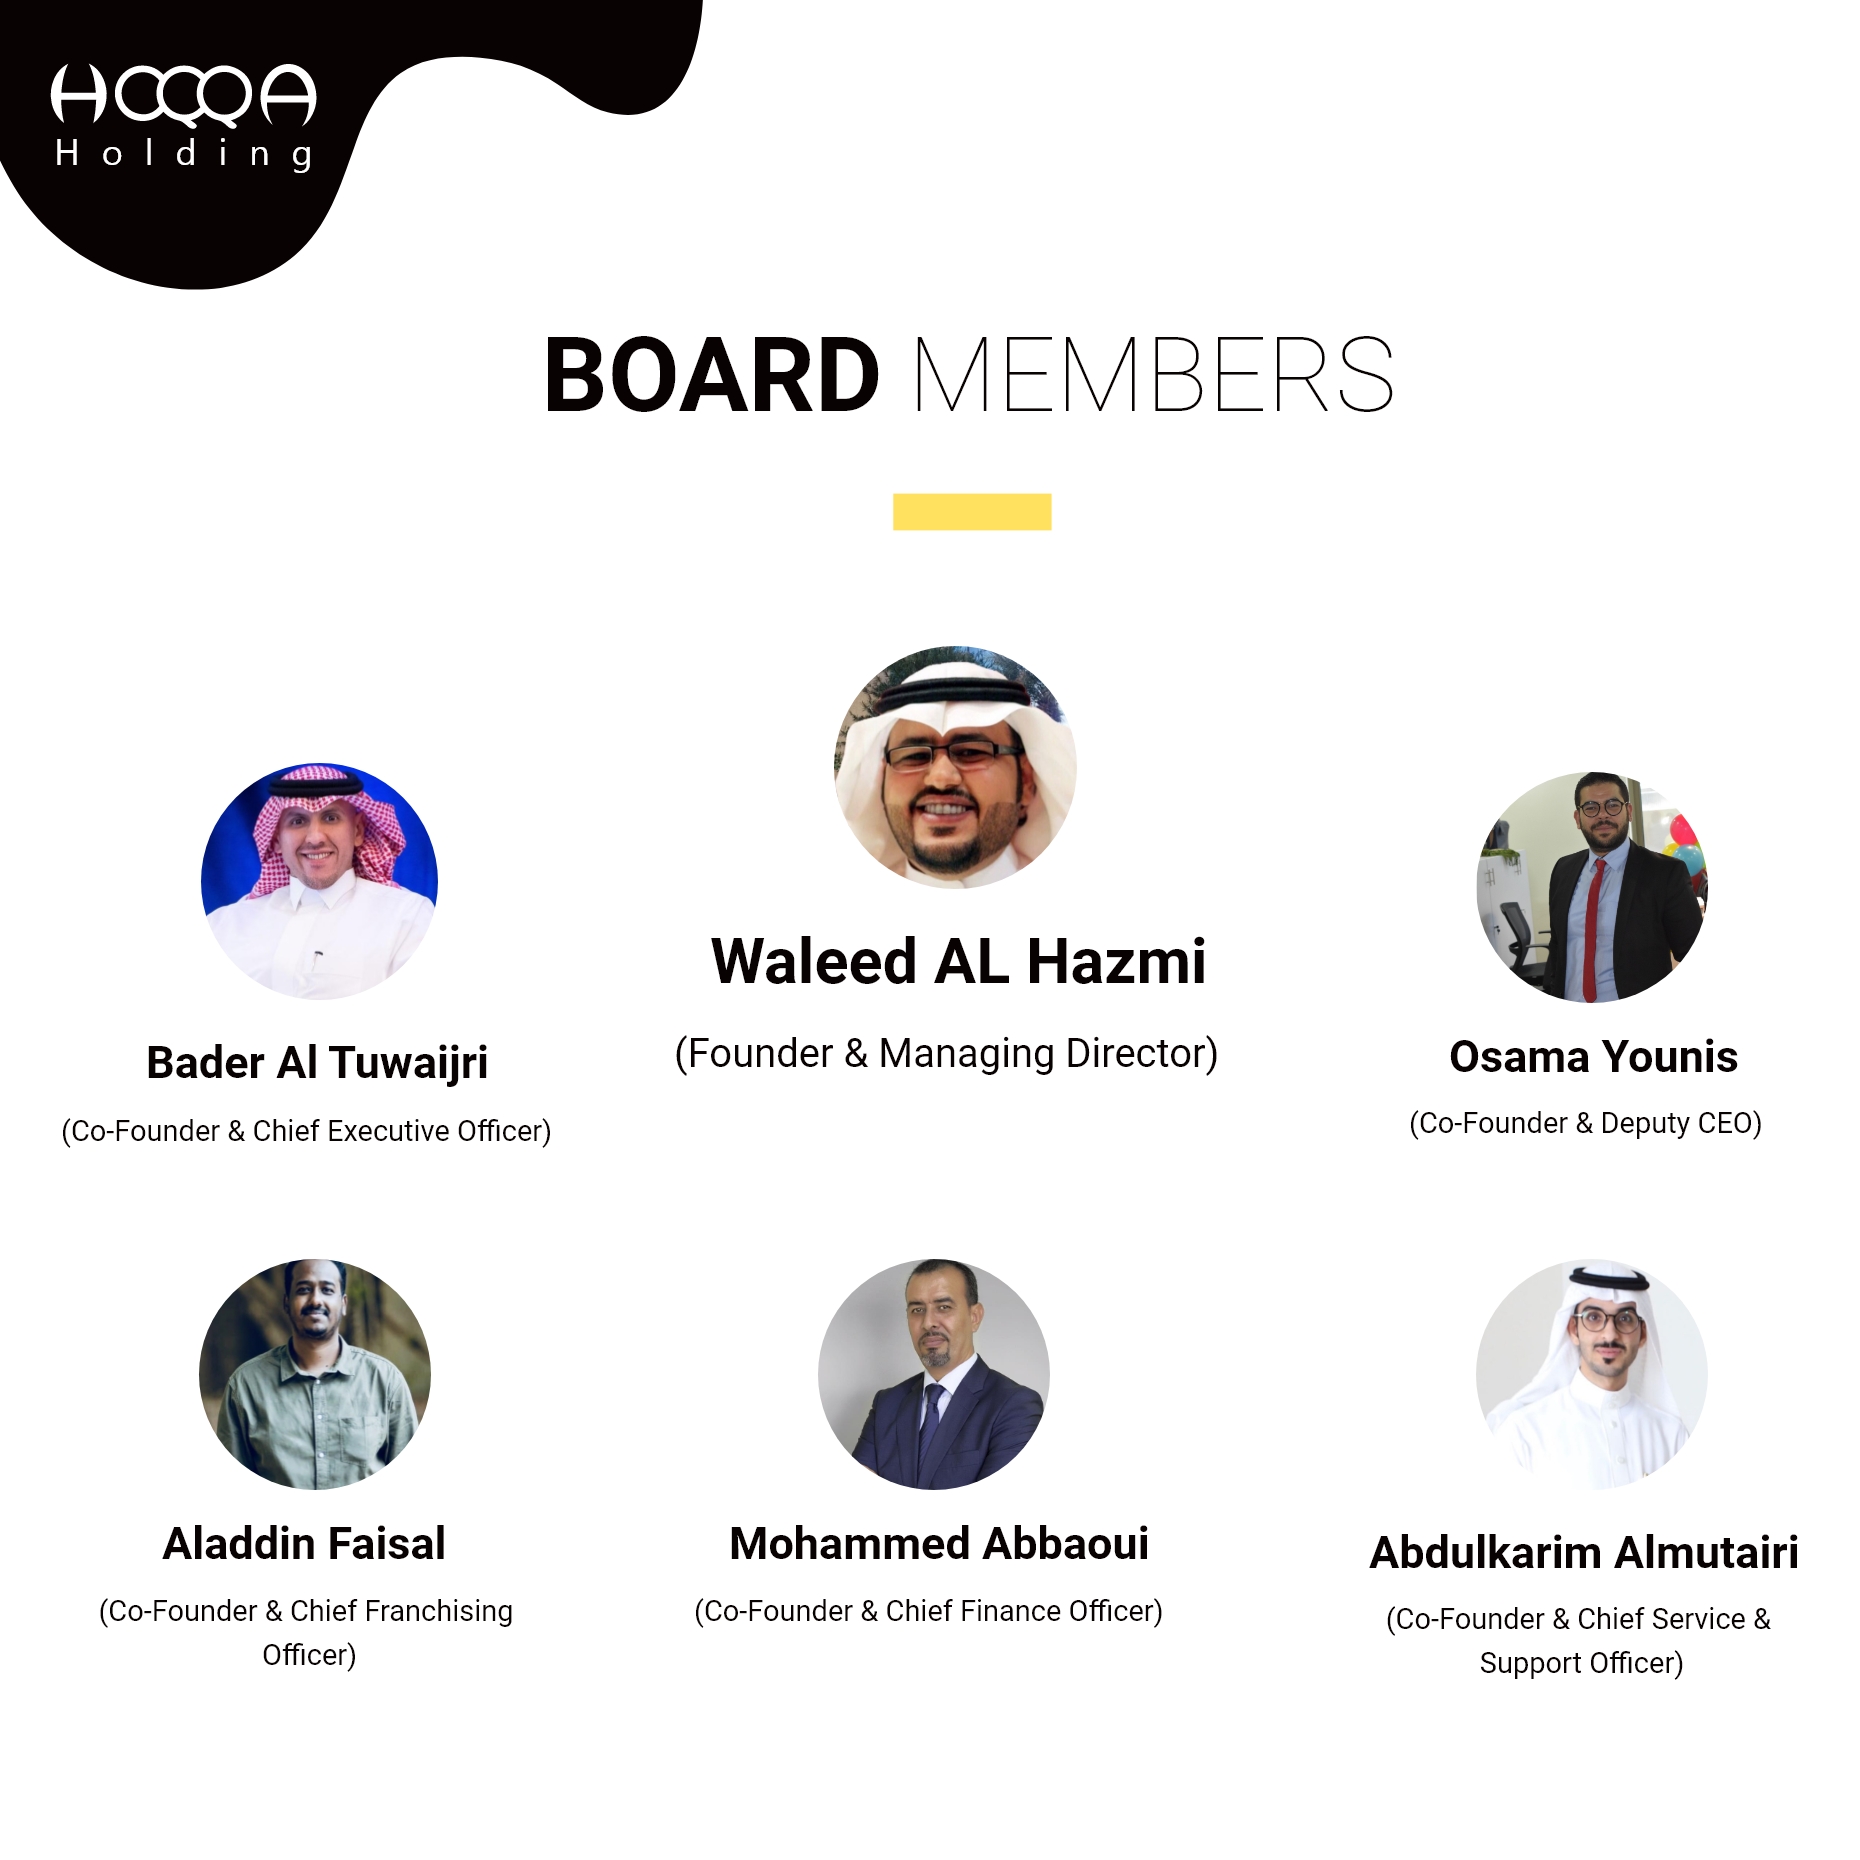 HOQQA
Holding
BOARD MEMBERS
Waleed AL Hazmi
(Founder & Managing Director)
Bader Al Tuwaijri
(Co-Founder & Chief Executive Officer)
Osama Younis
(Co-Founder & Deputy CEO)
Aladdin Faisal
(Co-Founder & Chief Franchising
Officer)
Mohammed Abbaoui
(Co-Founder & Chief Finance Officer)
Abdulkarim Almutairi
(Co-Founder & Chief Service &
Support Officer)